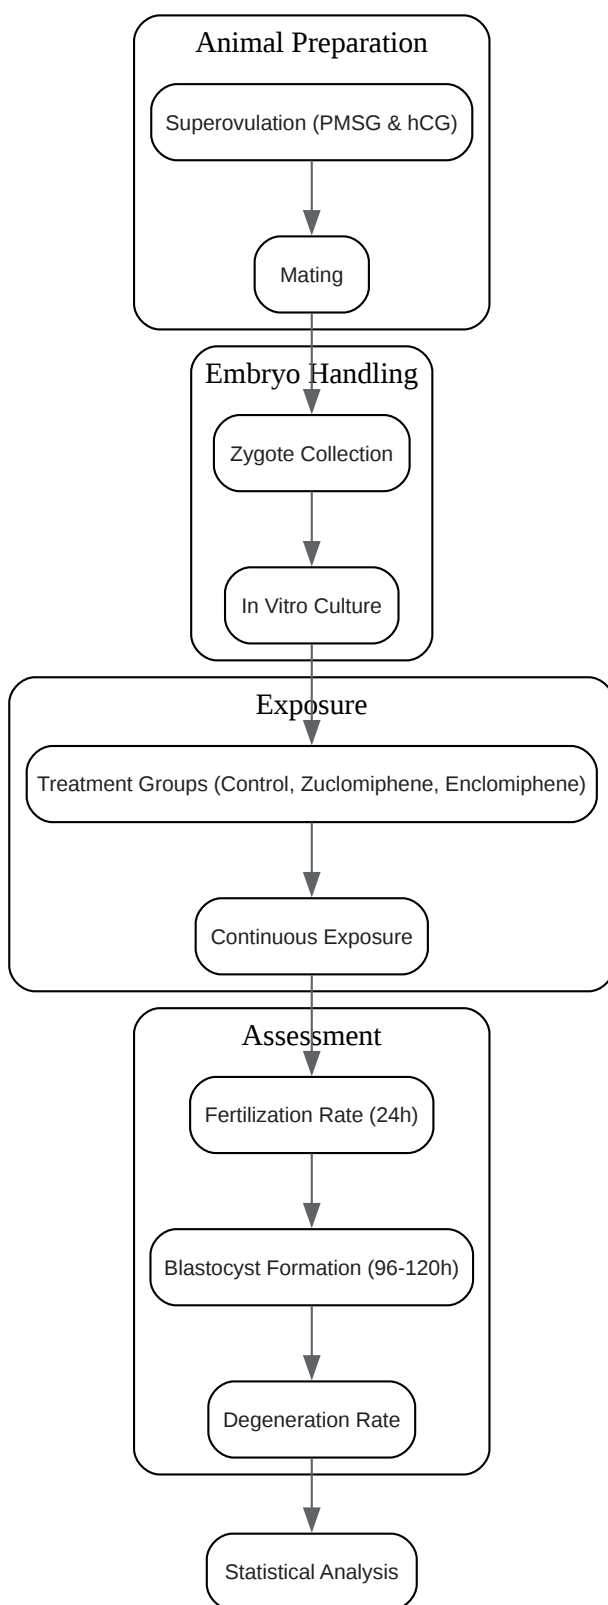 Animal Preparation
Superovulation (PMSG & hCG)
Mating
Embryo Handling
Zygote Collection
In Vitro Culture
Exposure
Treatment Groups (Control, Zuclomiphene, Enclomiphene)
Continuous Exposure
Assessment
Fertilization Rate (24h)
Blastocyst Formation (96-120h)
Degeneration Rate
Statistical Analysis